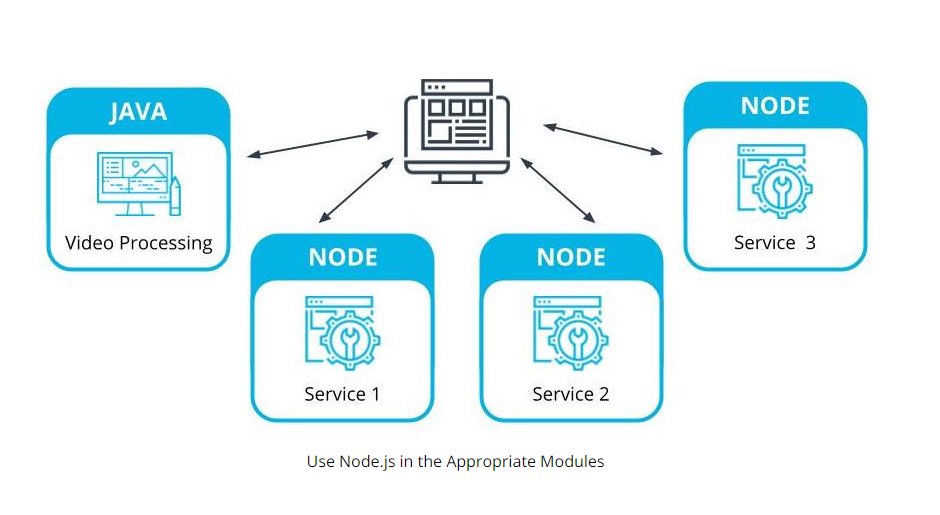 JAVA
Video Processing
NODE
Service 1
NODE
Service 2
NODE
Service 3
Use Node.js in the Appropriate Modules